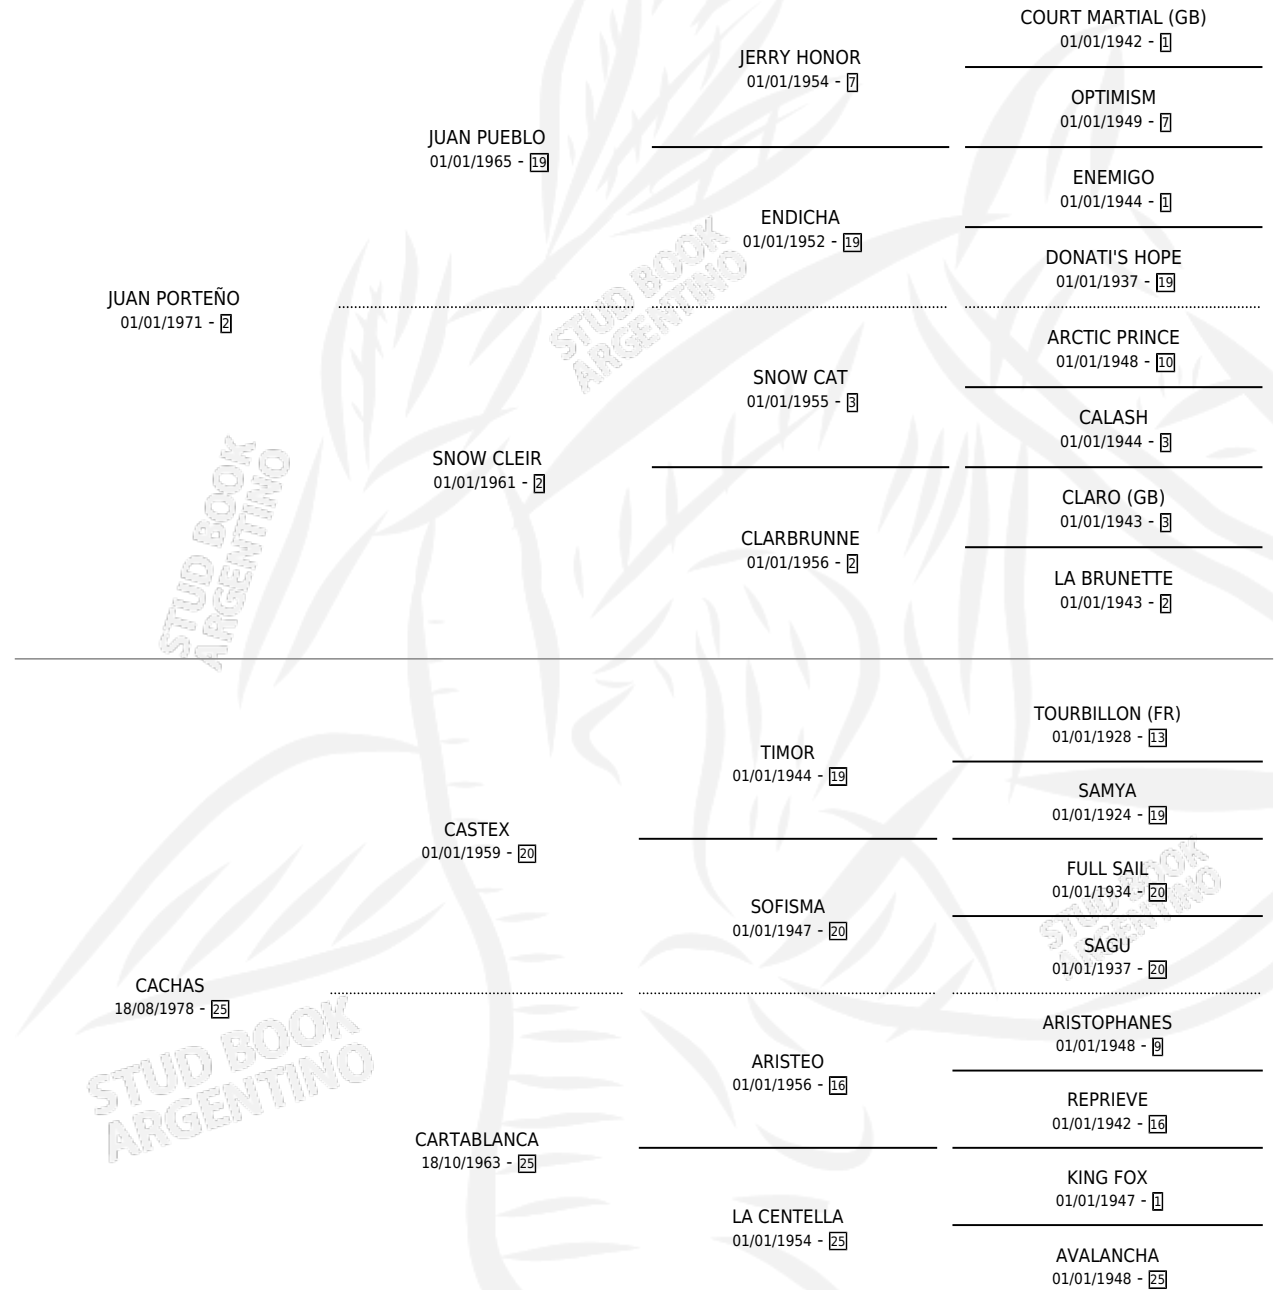 COURT MARTIAL (GB)
01/01/1942 - 1
JERRY HONOR
01/01/1954 - 7
OPTIMISM
01/01/1949 - 7
JUAN PUEBLO
01/01/1965 - 19
ENEMIGO
01/01/1944 - 1
ENDICHA
01/01/1952 - 19
DONATI'S HOPE
01/01/1937 - 19
JUAN PORTEÑO
01/01/1971 - 2
ARCTIC PRINCE
01/01/1948 - 10
SNOW CAT
01/01/1955 - 3
CALASH
01/01/1944 - 3
SNOW CLEIR
01/01/1961 - 2
CLARO (GB)
01/01/1943 - 3
CLARBRUNNE
01/01/1956 - 2
LA BRUNETTE
01/01/1943 - 2
TOURBILLON (FR)
01/01/1928 - 13
TIMOR
01/01/1944 - 19
SAMYA
01/01/1924 - 19
CASTEX
01/01/1959 - 20
FULL SAIL
01/01/1934 - 20
SOFISMA
01/01/1947 - 20
SAGU
01/01/1937 - 20
CACHAS
18/08/1978 - 25
ARISTOPHANES
01/01/1948 - 9
ARISTEO
01/01/1956 - 16
REPRIEVE
01/01/1942 - 16
CARTABLANCA
18/10/1963 - 25
KING FOX
01/01/1947 - 1
LA CENTELLA
01/01/1954 - 25
AVALANCHA
01/01/1948 - 25
STUD BOOK
ARGENTINO
STUD BOOK
ARGENTINO
STUD BOOK
ARGENTINO
STUD BOOK
ARGENTINO